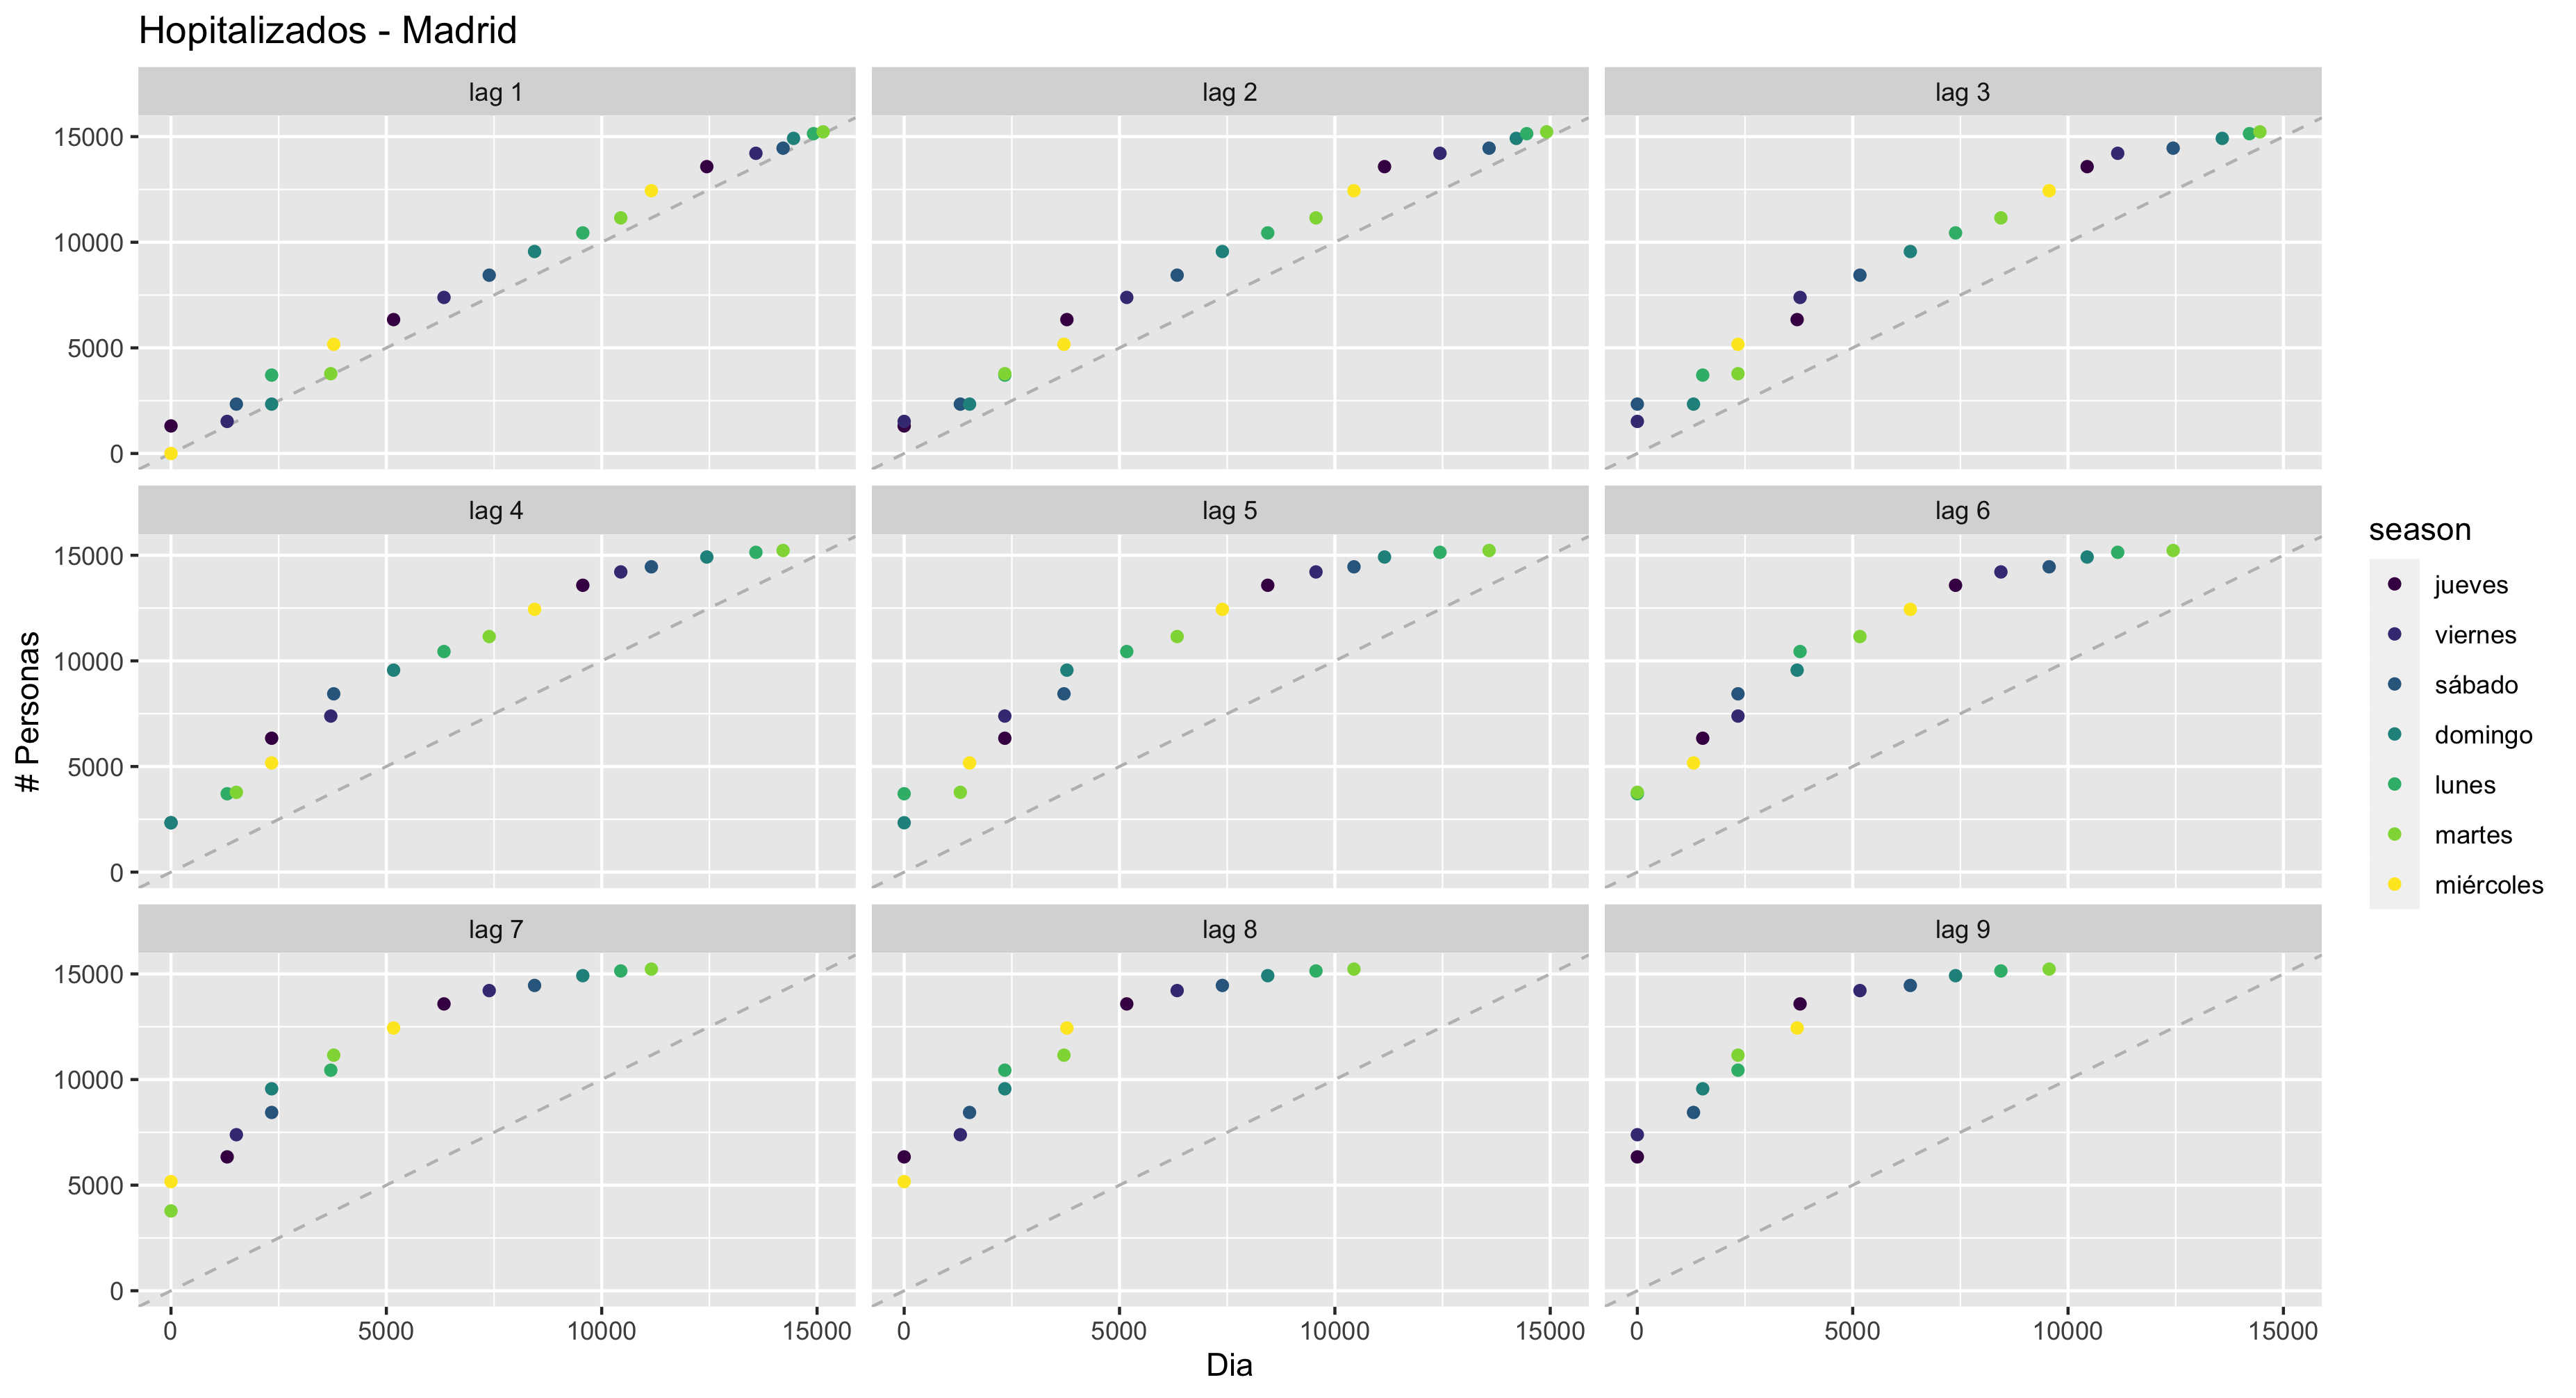 Hopitalizados - Madrid
lag 1
lag 2
lag 3
15000
10000
5000
0
lag 4
lag 5
lag 6
15000
10000
5000
0
lag 7
lag 8
lag 9
15000
10000
5000
0
0 5000 10000 15000
0 5000 10000 15000
0 5000 10000 15000
Dia
# Personas
season
jueves
viernes
sábado
domingo
lunes
martes
miércoles